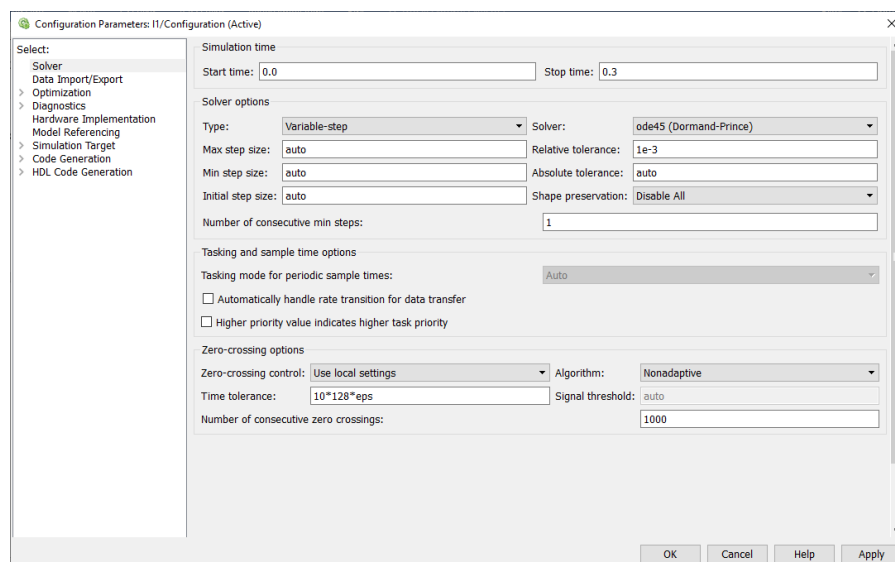 Configuration Parameters: I1/Configuration (Active)
Select:
Solver
Data Import/Export
Optimization
Diagnostics
Hardware Implementation
Model Referencing
Simulation Target
Code Generation
HDL Code Generation
Simulation time
Start time: 0.0 Stop time: 0.3
Solver options
Type: Variable-step Solver: ode45 (Dormand-Prince)
Max step size: auto Relative tolerance: 1e-3
Min step size: auto Absolute tolerance: auto
Initial step size: auto Shape preservation: Disable All
Number of consecutive min steps: 1
Tasking and sample time options
Tasking mode for periodic sample times: Auto
Automatically handle rate transition for data transfer
Higher priority value indicates higher task priority
Zero-crossing options
Zero-crossing control: Use local settings Algorithm: Nonadaptive
Time tolerance: 10*128*eps Signal threshold: auto
Number of consecutive zero crossings: 1000
OK Cancel Help Apply